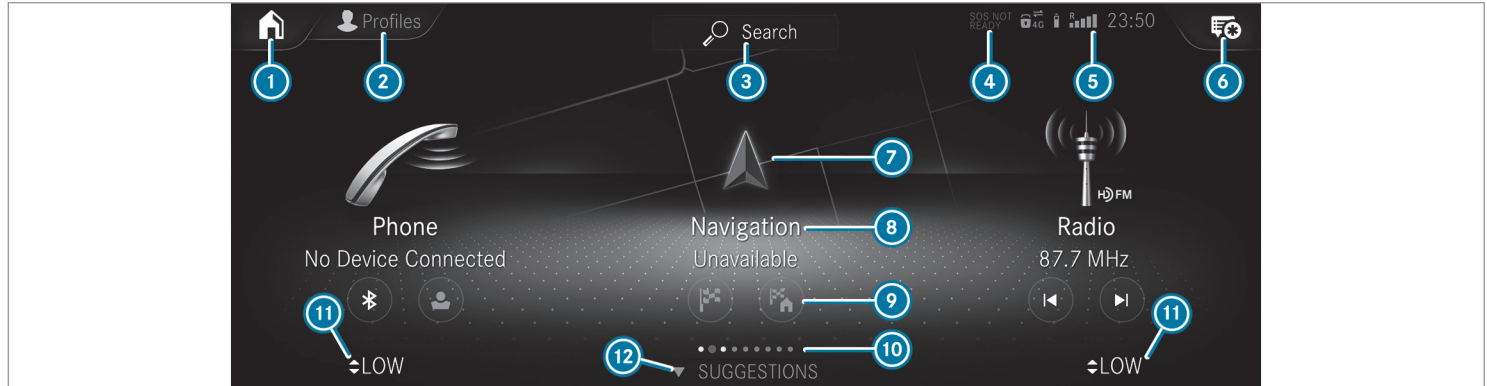 Profiles
Search
SOS NOT
READY
4G
R
23:50
1
2
3
4
5
6
7
HD FM
Phone
Navigation
8
Radio
No Device Connected
Unavailable
87.7 MHz
9
11
11
10
12
LOW
SUGGESTIONS
LOW